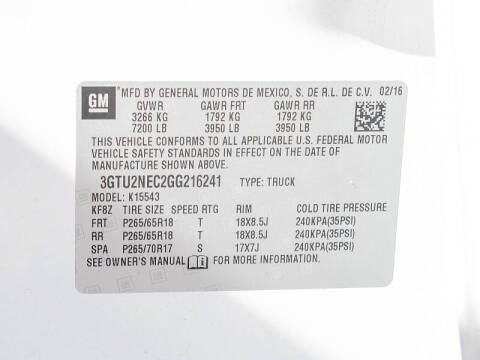 GM
MFD BY GENERAL MOTORS DE MEXICO, S. DE R.L. DE C.V. 02/16
GVWR GAWR FRT GAWR RR
3266 KG 1792 KG 1792 KG
7200 LB 3950 LB 3950 LB
THIS VEHICLE CONFORMS TO ALL APPLICABLE U.S. FEDERAL MOTOR
VEHICLE SAFETY STANDARDS IN EFFECT ON THE DATE OF
MANUFACTURE SHOWN ABOVE.
3GTU2NEC2GG216241 TYPE: TRUCK
MODEL: K15543
KF8Z TIRE SIZE SPEED RTG RIM COLD TIRE PRESSURE
FRT P265/65R18 T 18X8.5J 240KPA(35PSI)
RR P265/65R18 T 18X8.5J 240KPA(35PSI)
SPA P265/70R17 S 17X7J 240KPA(35PSI)
SEE OWNER'S MANUAL FOR MORE INFORMATION.